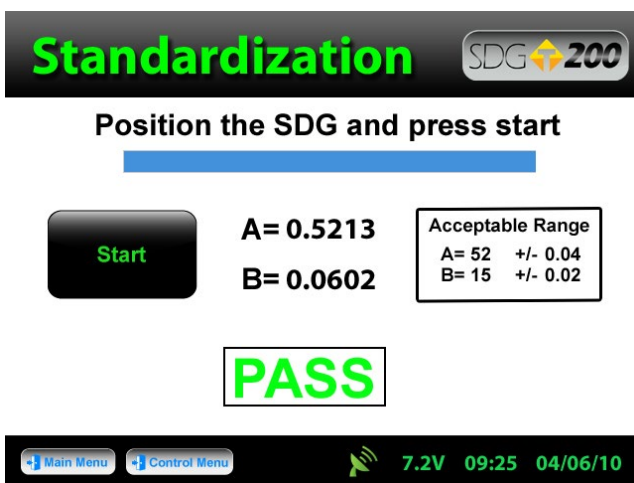 Standardization
SDG T 200
Position the SDG and press start
Start
A= 0.5213
B= 0.0602
Acceptable Range
A= 52 +/- 0.04
B= 15 +/- 0.02
PASS
Main Menu
Control Menu
7.2V 09:25 04/06/10